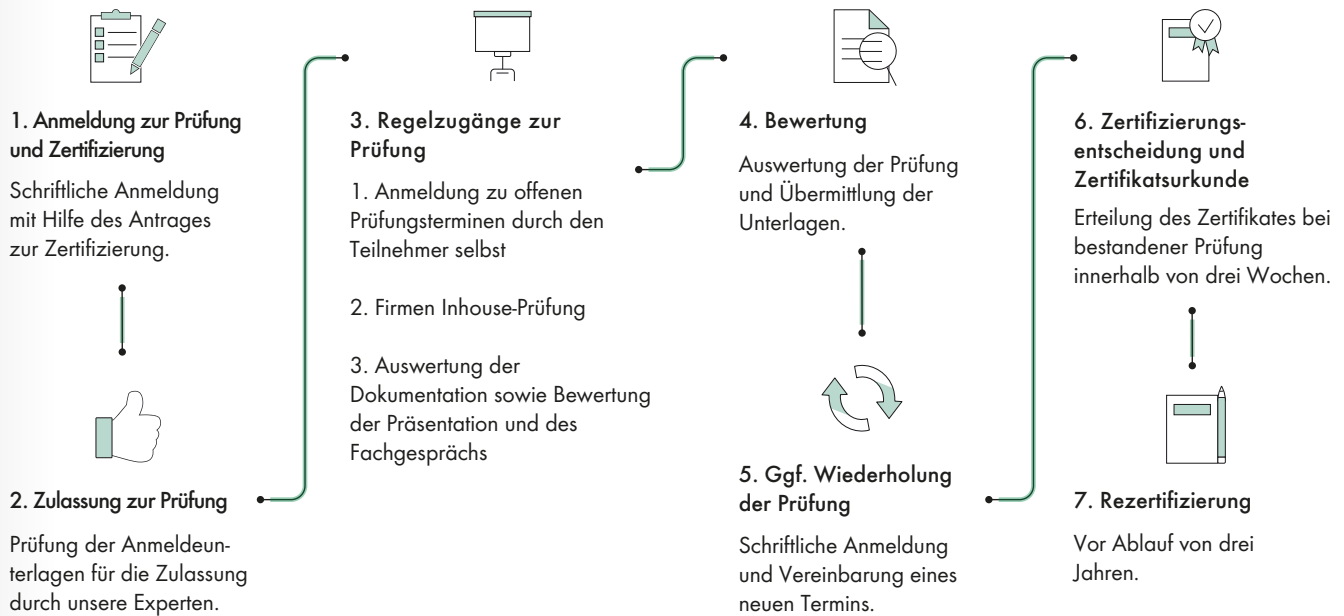 1. Anmeldung zur Prüfung
und Zertifizierung
Schriftliche Anmeldung
mit Hilfe des Antrages
zur Zertifizierung.
2. Zulassung zur Prüfung
Prüfung der Anmeldeun-
terlagen für die Zulassung
durch unsere Experten.
3. Regelzugänge zur
Prüfung
1. Anmeldung zu offenen
Prüfungsterminen durch den
Teilnehmer selbst
2. Firmen Inhouse-Prüfung
3. Auswertung der
Dokumentation sowie Bewertung
der Präsentation und des
Fachgesprächs
4. Bewertung
Auswertung der Prüfung
und Übermittlung der
Unterlagen.
5. Ggf. Wiederholung
der Prüfung
Schriftliche Anmeldung
und Vereinbarung eines
neuen Termins.
6. Zertifizierungs-
entscheidung und
Zertifikatsurkunde
Erteilung des Zertifikates bei
bestandener Prüfung
innerhalb von drei Wochen.
7. Rezertifizierung
Vor Ablauf von drei
Jahren.